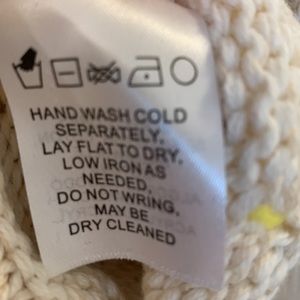 HAND WASH COLD
SEPARATELY,
LAY FLAT TO DRY,
LOW IRON AS
NEEDED,
DO NOT WRING,
MAY BE
DRY CLEANED